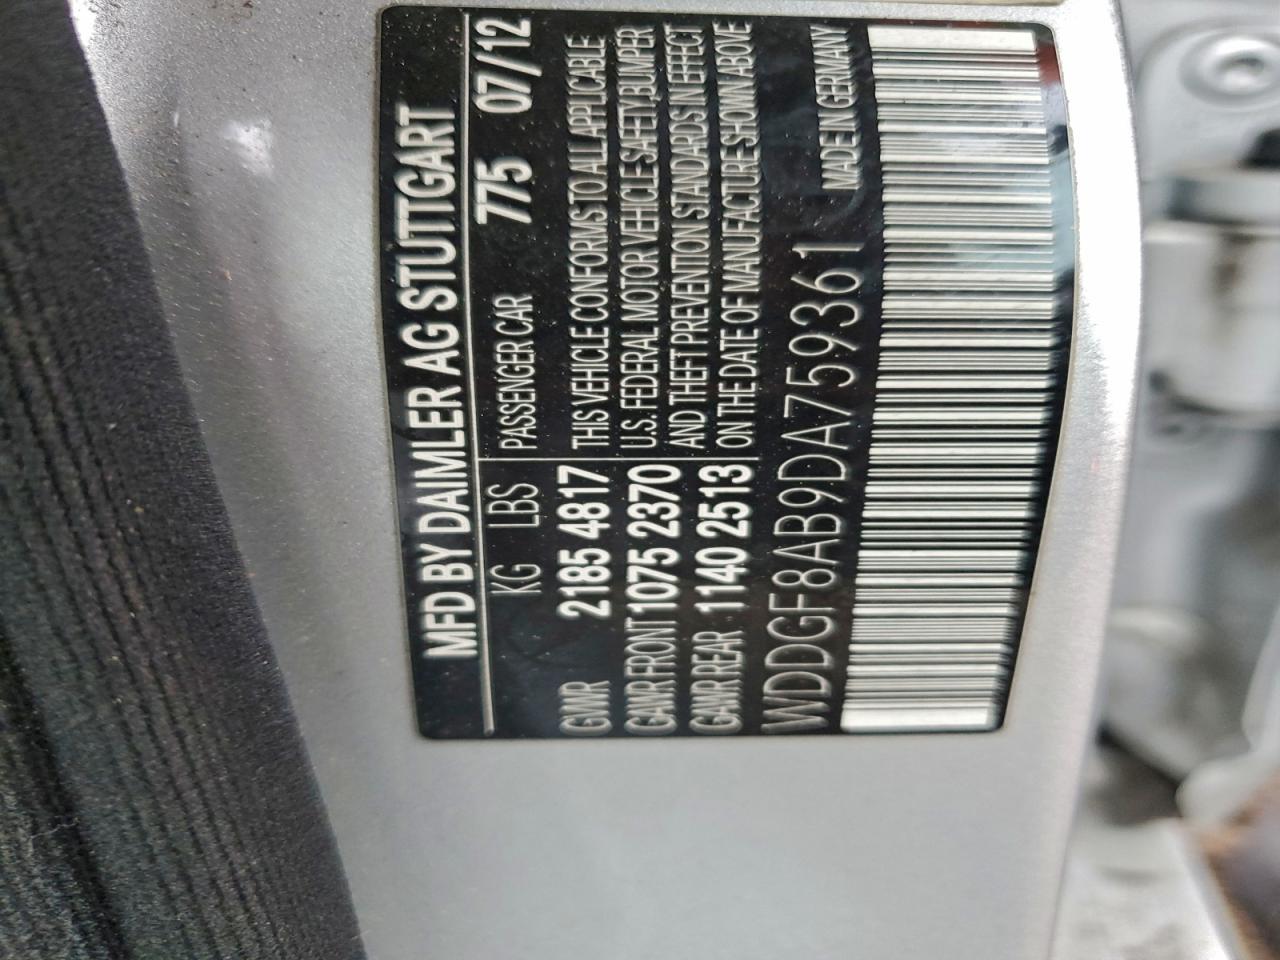 MFD BY DAIMLER AG STUTTGART
KG LBS PASSENGER CAR 775 07/12
GWR 2185 4817 THIS VEHICLE CONFORMS TO ALL APPLICABLE
GAWR FRONT 1075 2370 U.S. FEDERAL MOTOR VEHICLE SAFETY, BUMPER
GAWR REAR 1140 2513 AND THEFT PREVENTION STANDARDS IN EFFECT
ON THE DATE OF MANUFACTURE SHOWN ABOVE
WDDGF8AB9DA759361 MADE IN GERMANY